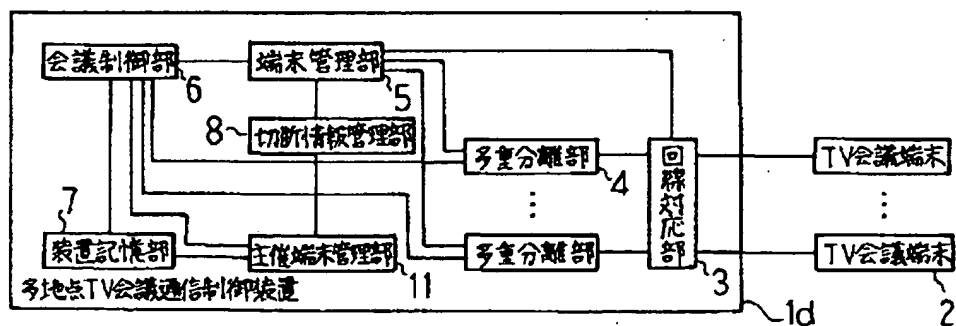 会議制御部
6
端末管理部
5
8
切断情報管理部
多重分離部
4
回線対応部
3
TV会議端末
⋮
⋮
7
装置記憶部
主催端末管理部
11
多重分離部
TV会議端末
2
多地点TV会議通信制御装置
1d